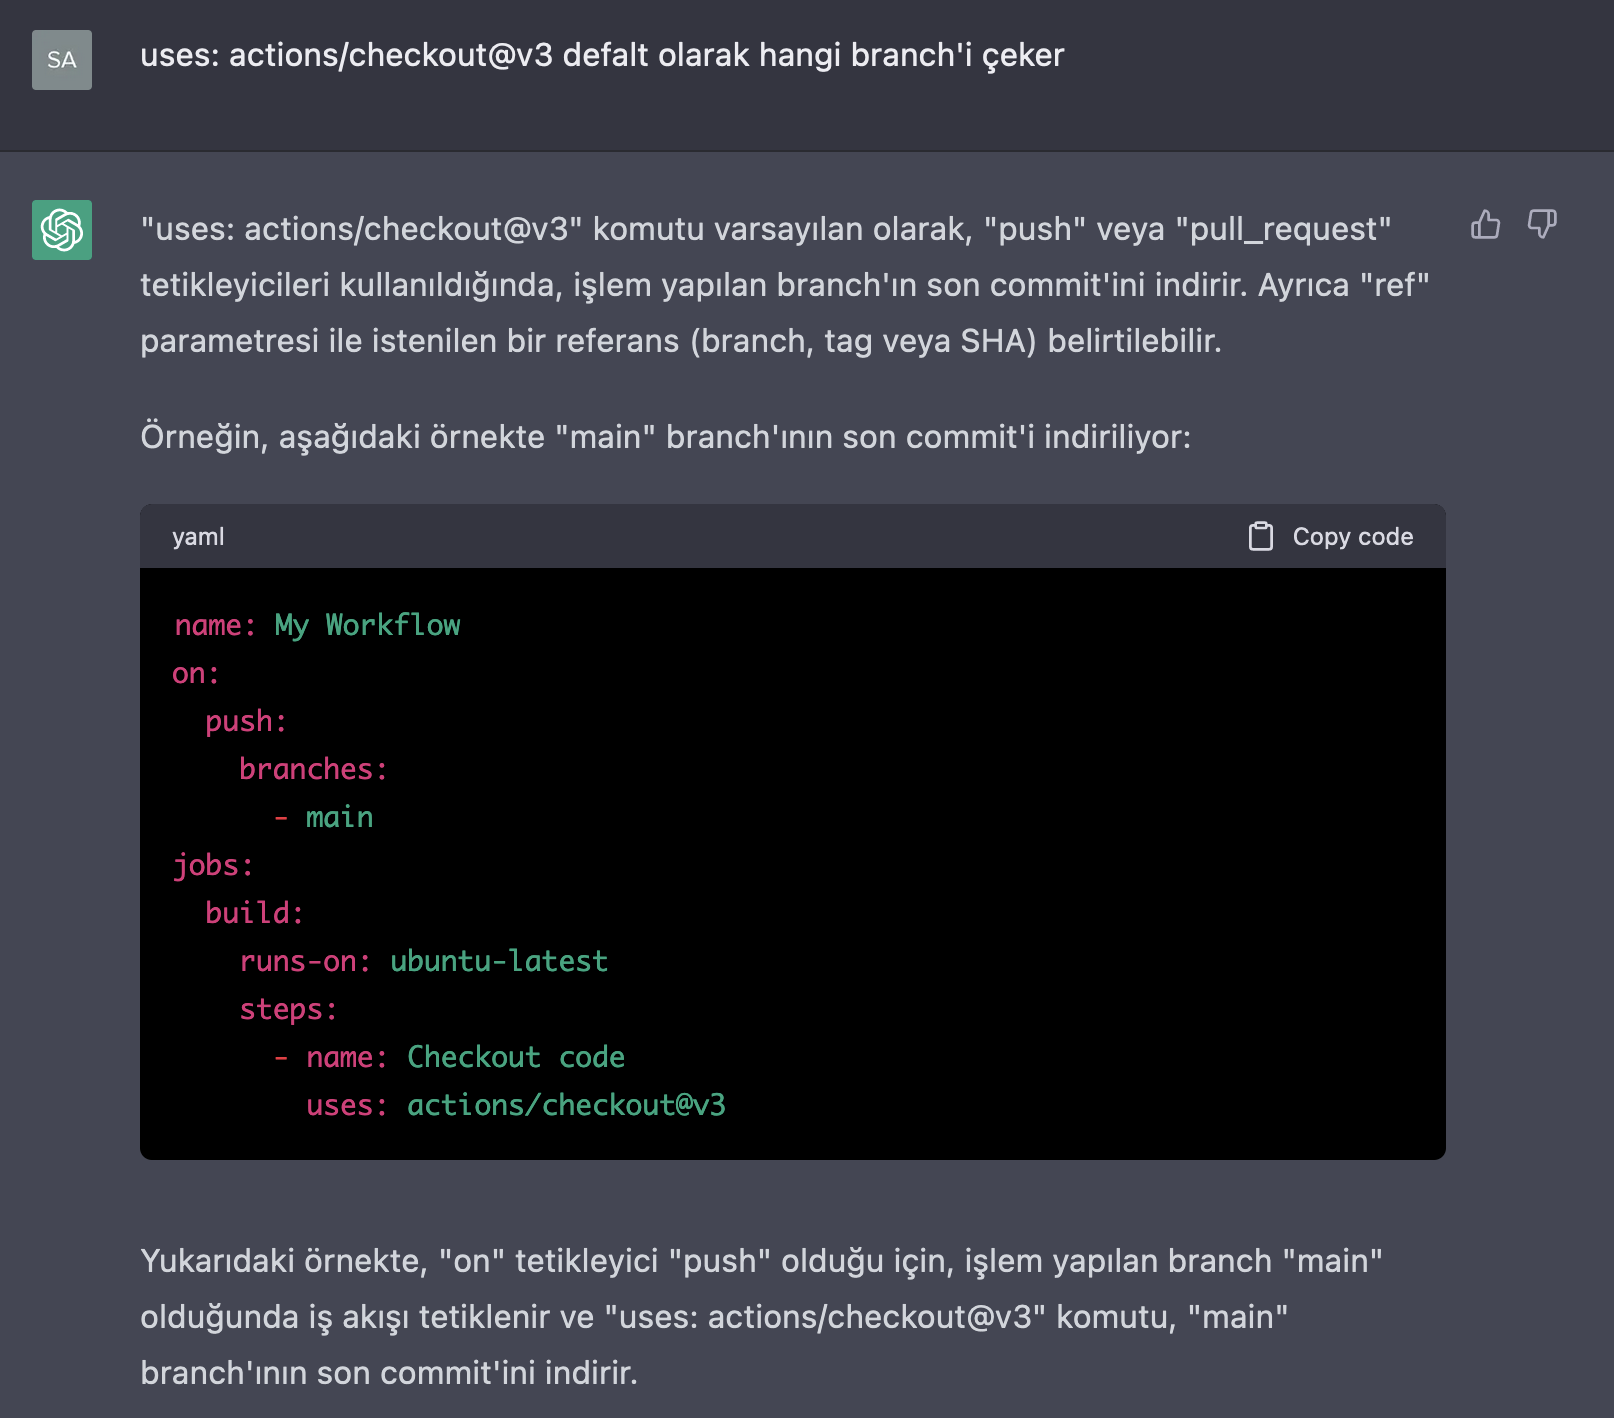 SA
uses: actions/checkout@v3 defalt olarak hangi branch'i çeker
"uses: actions/checkout@v3" komutu varsayılan olarak, "push" veya "pull_request"
tetikleyicileri kullanıldığında, işlem yapılan branch'ın son commit'ini indirir. Ayrıca "ref"
parametresi ile istenilen bir referans (branch, tag veya SHA) belirtilebilir.
Örneğin, aşağıdaki örnekte "main" branch'ının son commit'i indiriliyor:
yaml
Copy code
name: My Workflow
on:
  push:
    branches:
      - main
jobs:
  build:
    runs-on: ubuntu-latest
    steps:
      - name: Checkout code
        uses: actions/checkout@v3
Yukarıdaki örnekte, "on" tetikleyici "push" olduğu için, işlem yapılan branch "main"
olduğunda iş akışı tetiklenir ve "uses: actions/checkout@v3" komutu, "main"
branch'ının son commit'ini indirir.